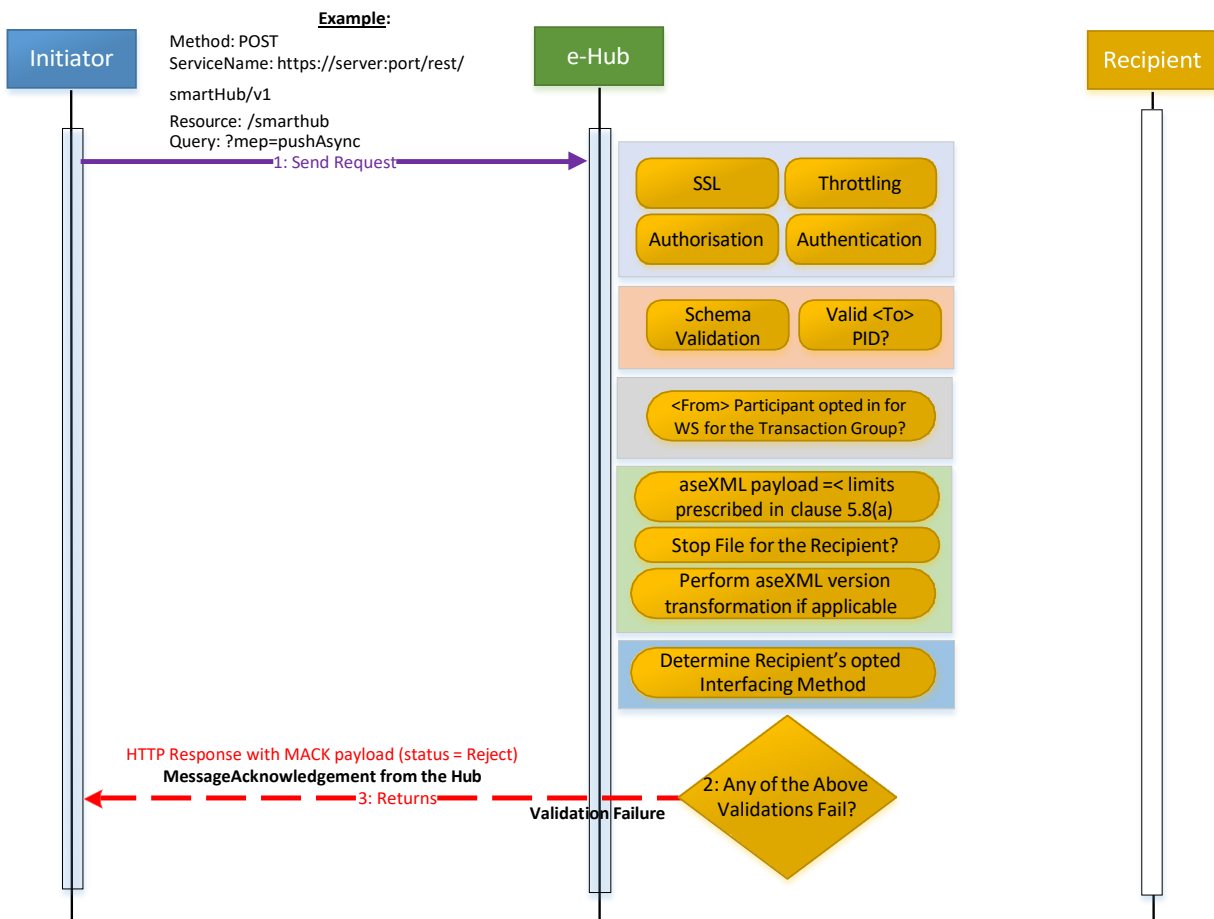 Example:
Method: POST
ServiceName: https://server:port/rest/
smartHub/v1
Resource: /smarthub
Query: ?mep=pushAsync
Initiator
e-Hub
Recipient
1: Send Request
SSL
Throttling
Authorisation
Authentication
Schema
Validation
Valid <To>
PID?
<From> Participant opted in for
WS for the Transaction Group?
aseXML payload =< limits
prescribed in clause 5.8(a)
Stop File for the Recipient?
Perform aseXML version
transformation if applicable
Determine Recipient’s opted
Interfacing Method
HTTP Response with MACK payload (status = Reject)
MessageAcknowledgement from the Hub
3: Returns
Validation Failure
2: Any of the Above
Validations Fail?